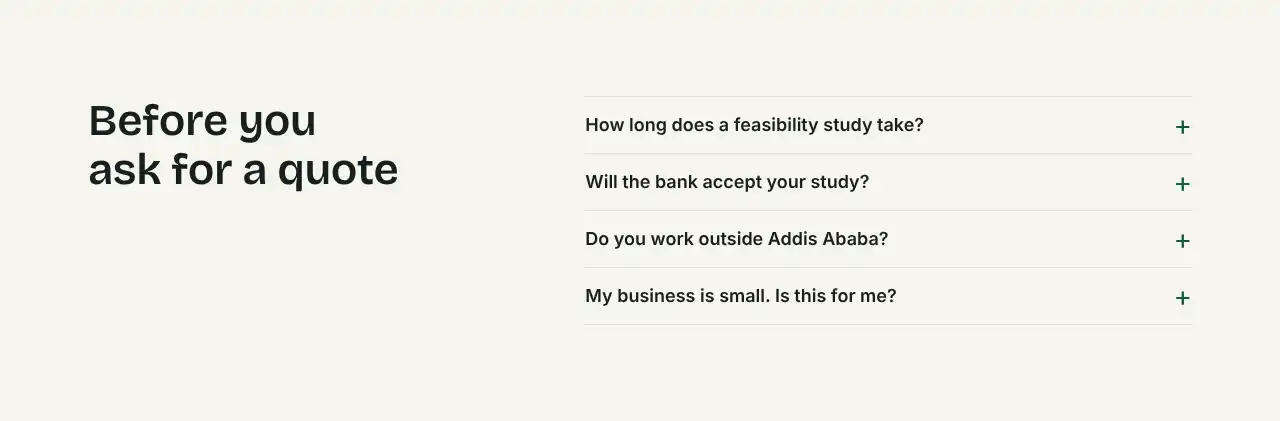 Before you
ask for a quote
How long does a feasibility study take?
Will the bank accept your study?
Do you work outside Addis Ababa?
My business is small. Is this for me?